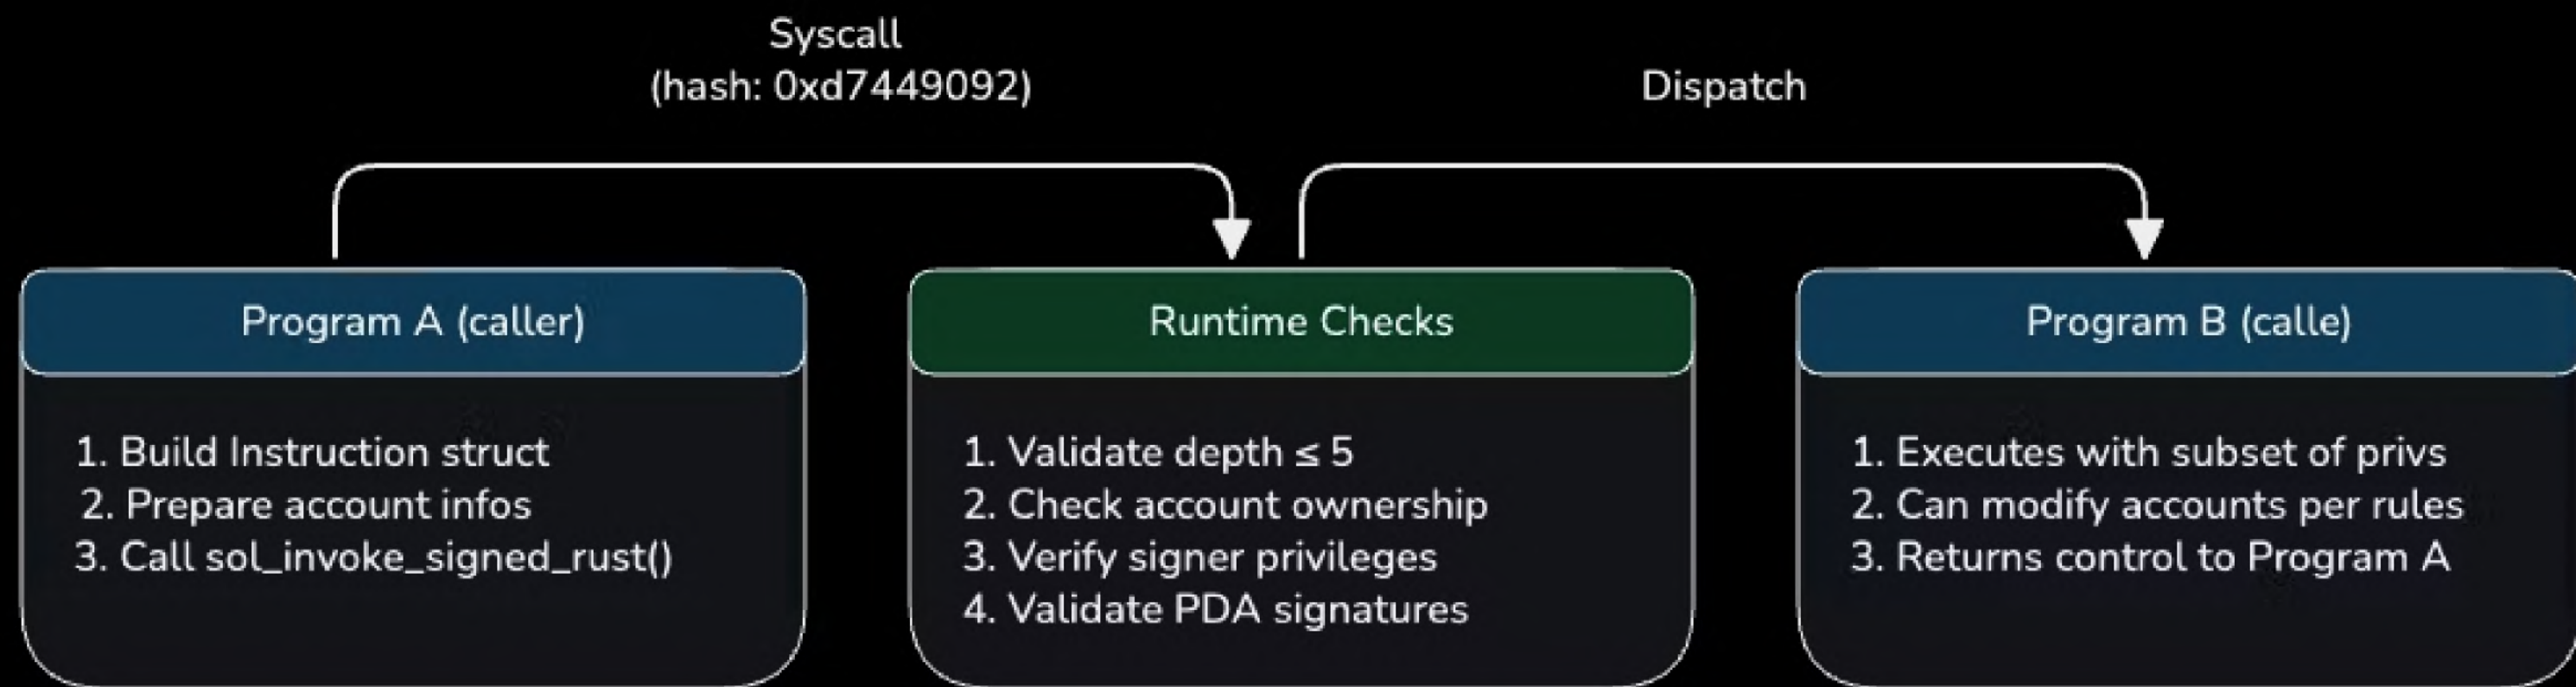 Syscall
(hash: 0xd7449092)
Dispatch
Program A (caller)
1. Build Instruction struct
2. Prepare account infos
3. Call sol_invoke_signed_rust()
Runtime Checks
1. Validate depth ≤ 5
2. Check account ownership
3. Verify signer privileges
4. Validate PDA signatures
Program B (calle)
1. Executes with subset of privs
2. Can modify accounts per rules
3. Returns control to Program A